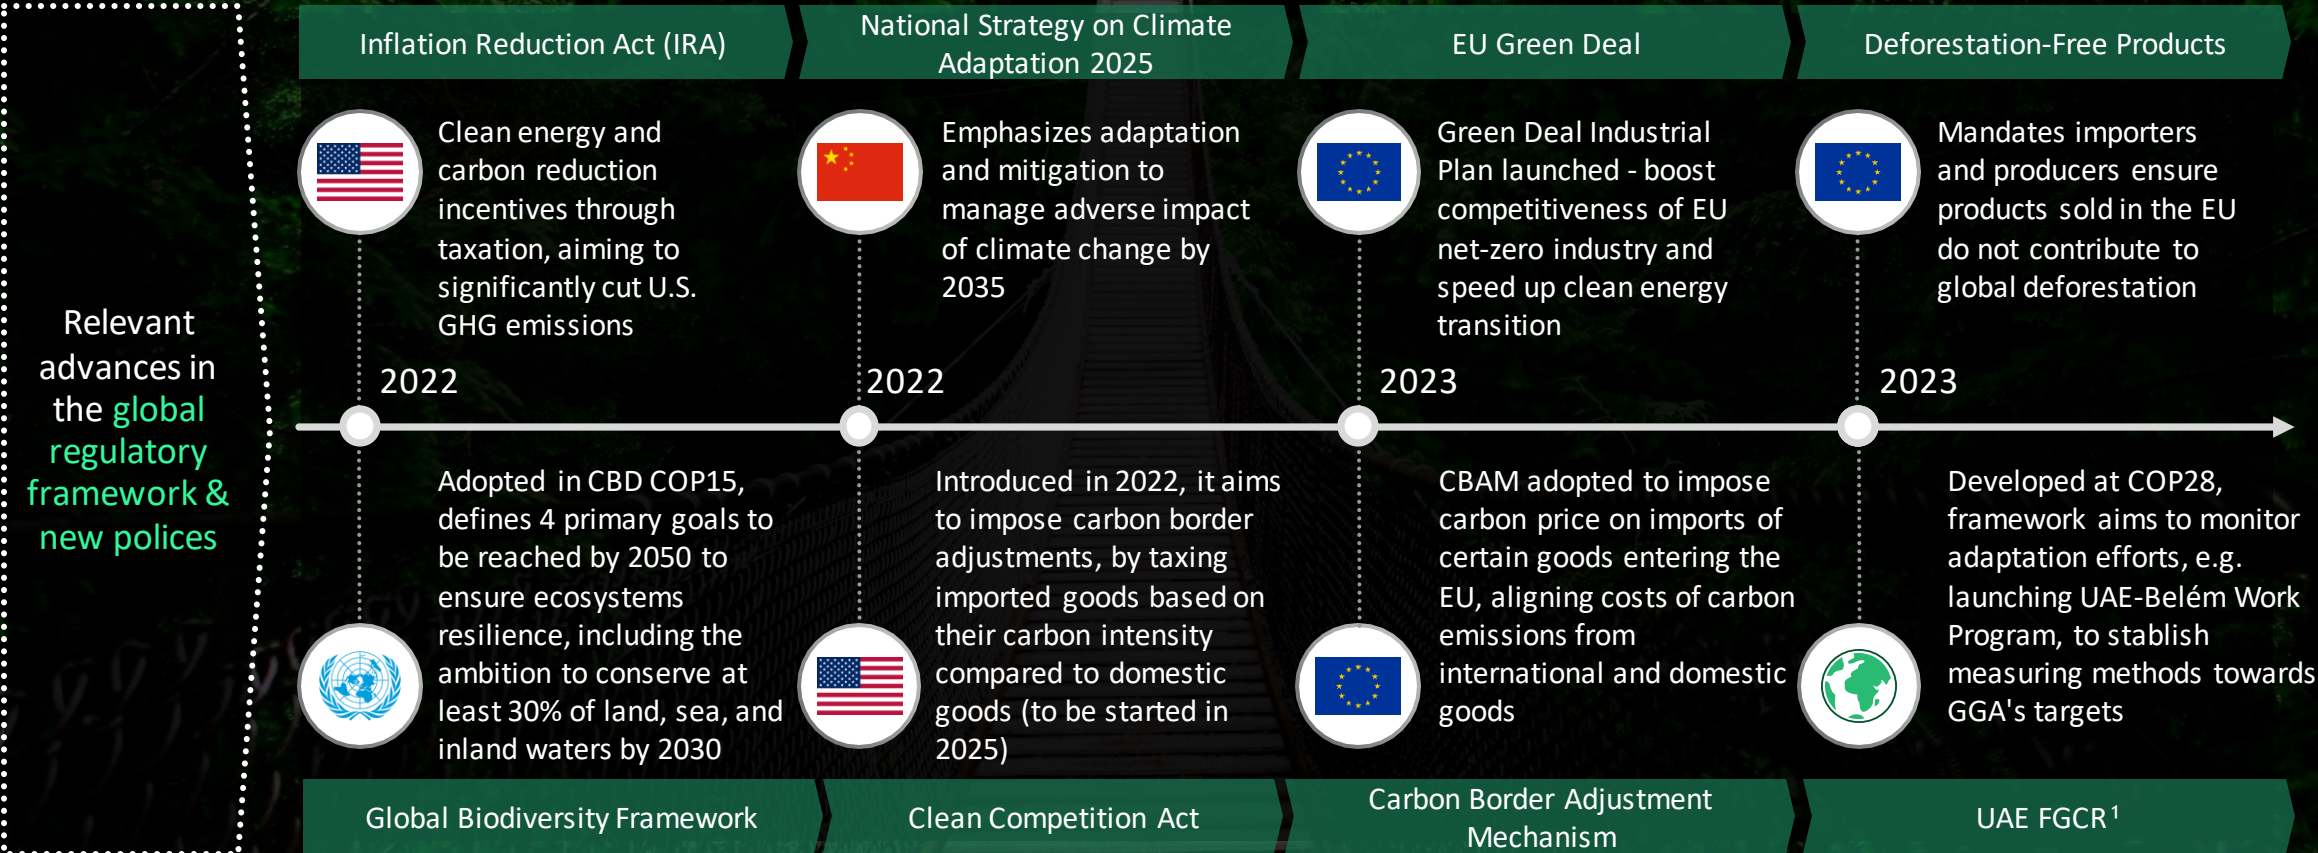 Relevant
advances in
the global
regulatory
framework &
new polices
Inflation Reduction Act (IRA)
National Strategy on Climate
Adaptation 2025
EU Green Deal
Deforestation-Free Products
Clean energy and
carbon reduction
incentives through
taxation, aiming to
significantly cut U.S.
GHG emissions
Emphasizes adaptation
and mitigation to
manage adverse impact
of climate change by
2035
Green Deal Industrial
Plan launched - boost
competitiveness of EU
net-zero industry and
speed up clean energy
transition
Mandates importers
and producers ensure
products sold in the EU
do not contribute to
global deforestation
2022
2022
2023
2023
Adopted in CBD COP15,
defines 4 primary goals to
be reached by 2050 to
ensure ecosystems
resilience, including the
ambition to conserve at
least 30% of land, sea, and
inland waters by 2030
Introduced in 2022, it aims
to impose carbon border
adjustments, by taxing
imported goods based on
their carbon intensity
compared to domestic
goods (to be started in
2025)
CBAM adopted to impose
carbon price on imports of
certain goods entering the
EU, aligning costs of carbon
emissions from
international and domestic
goods
Developed at COP28,
framework aims to monitor
adaptation efforts, e.g.
launching UAE-Belém Work
Program, to stablish
measuring methods towards
GGA's targets
Global Biodiversity Framework
Clean Competition Act
Carbon Border Adjustment
Mechanism
UAE FGCR¹